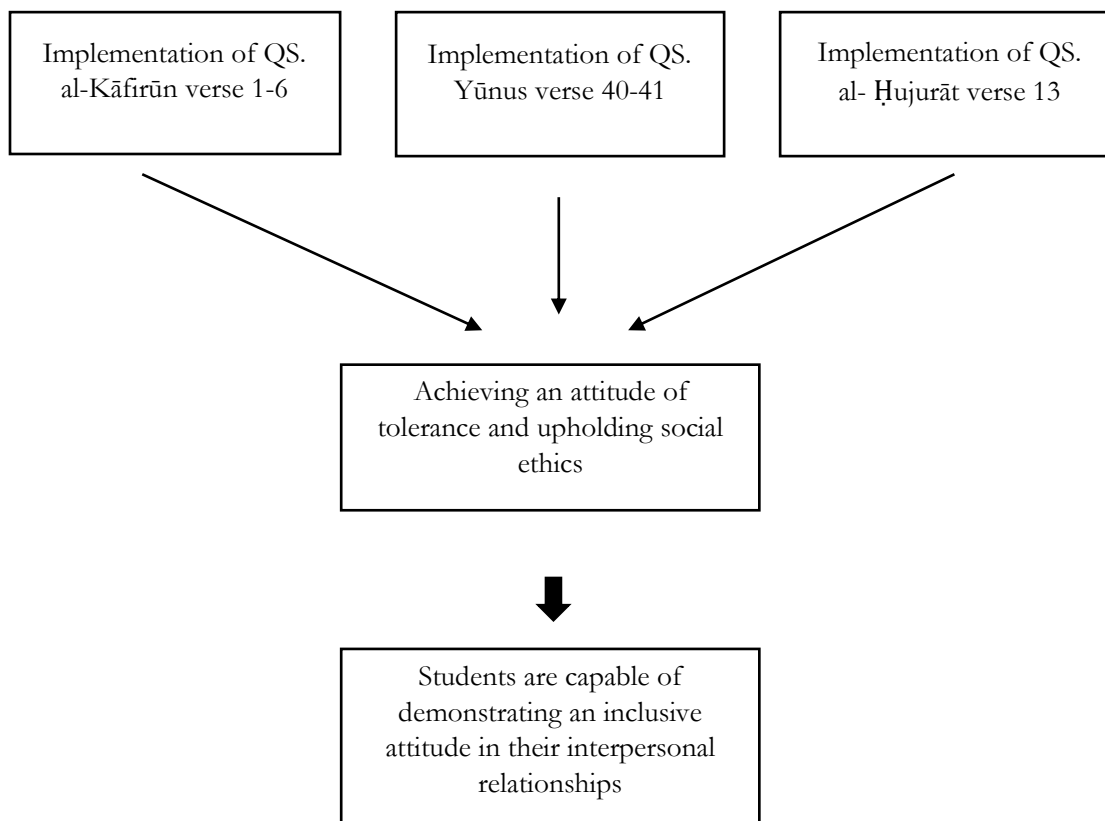 Implementation of QS.
al-Kāfirūn verse 1-6
Implementation of QS.
Yūnus verse 40-41
Implementation of QS.
al- Ḥujurāt verse 13
Achieving an attitude of
tolerance and upholding social
ethics
Students are capable of
demonstrating an inclusive
attitude in their interpersonal
relationships